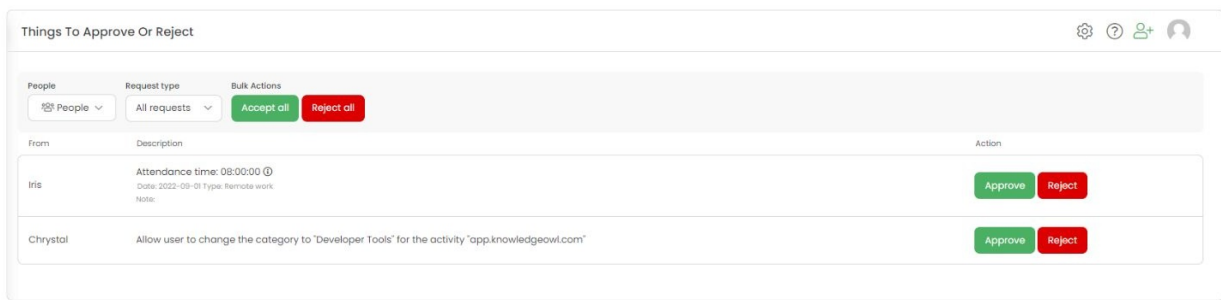 Things To Approve Or Reject
People
Request type
Bulk Actions
People
All requests
Accept all
Reject all
From
Description
Action
Iris
Attendance time: 08:00:00
Date: 2022-09-01 Type: Remote work
Note:
Approve
Reject
Chrystal
Allow user to change the category to "Developer Tools" for the activity "app.knowledgeowl.com"
Approve
Reject